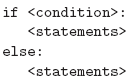 if <condition>:
   <statements>
else:
   <statements>